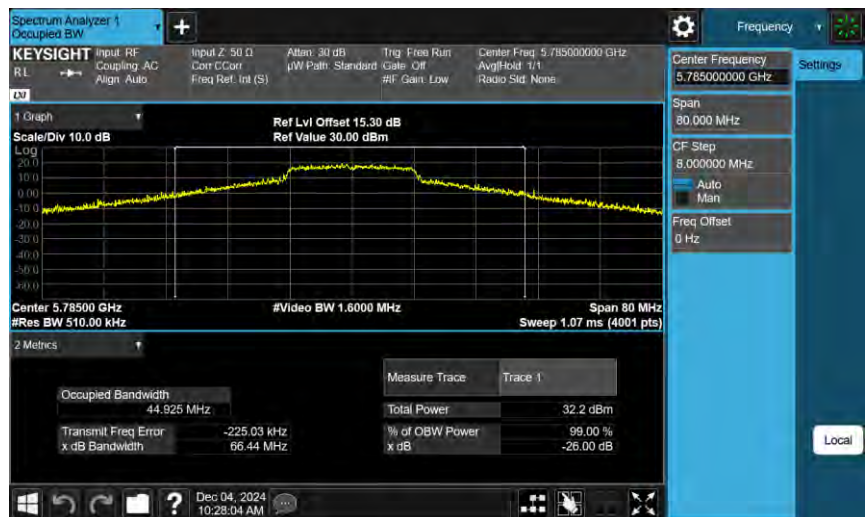 Spectrum Analyzer 1
Occupied BW
+
Frequency
KEYSIGHT
RL
LXI
Input: RF
Coupling: AC
Align: Auto
Input Z: 50 Ω
Corr CCorr
Freq Ref: Int (S)
Atten: 30 dB
µW Path: Standard
Trig: Free Run
Gate: Off
#IF Gain: Low
Center Freq: 5.785000000 GHz
Avg|Hold: 1/1
Radio Std: None
Center Frequency
5.785000000 GHz
Settings
Span
80.000 MHz
CF Step
8.000000 MHz
Auto
Man
Freq Offset
0 Hz
Local
1 Graph
Scale/Div 10.0 dB
Ref Lvl Offset 15.30 dB
Ref Value 30.00 dBm
Log
20.0
10.0
0.00
-10.0
-20.0
-30.0
-40.0
-50.0
-60.0
Center 5.78500 GHz
#Res BW 510.00 kHz
#Video BW 1.6000 MHz
Span 80 MHz
Sweep 1.07 ms (4001 pts)
2 Metrics
Measure Trace Trace 1
Occupied Bandwidth
44.925 MHz
Total Power 32.2 dBm
Transmit Freq Error -225.03 kHz
% of OBW Power 99.00 %
x dB Bandwidth 66.44 MHz
x dB -26.00 dB
?
Dec 04, 2024
10:28:04 AM